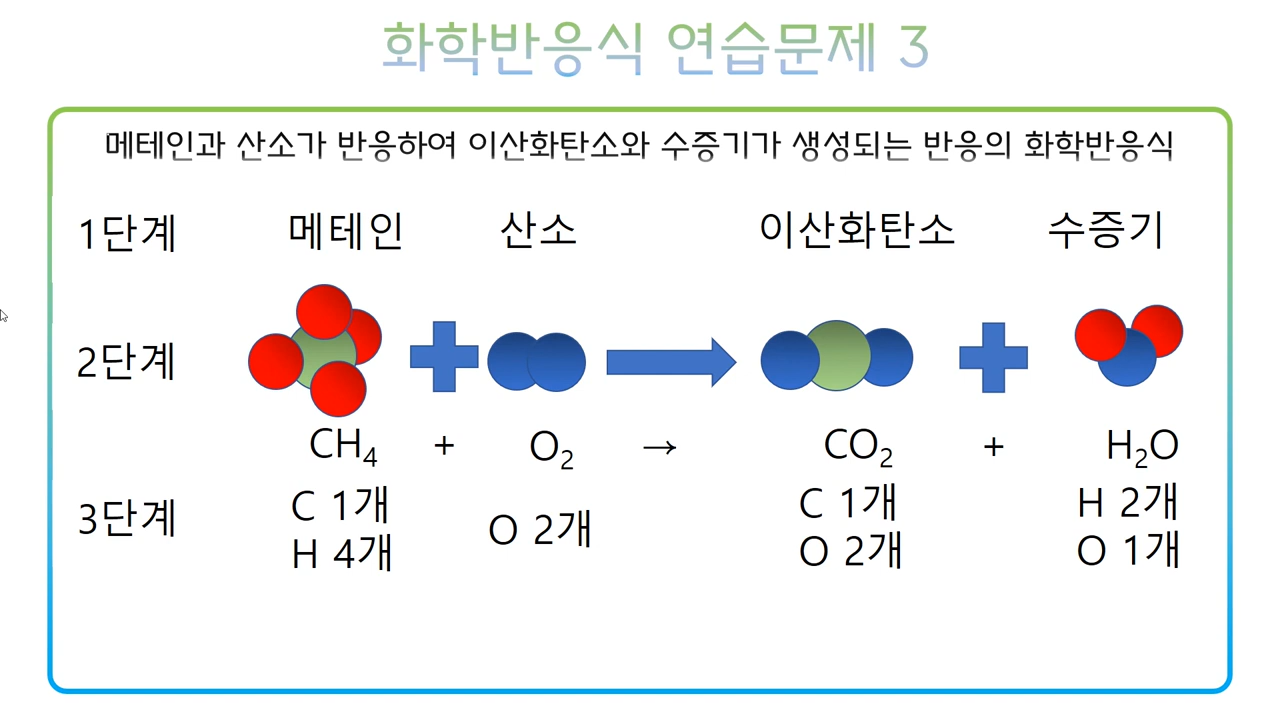 화학반응식 연습문제 3
메테인과 산소가 반응하여 이산화탄소와 수증기가 생성되는 반응의 화학반응식
1단계 메테인 산소 이산화탄소 수증기
2단계
CH₄ + O₂ → CO₂ + H₂O
3단계
C 1개
H 4개
O 2개
C 1개
O 2개
H 2개
O 1개